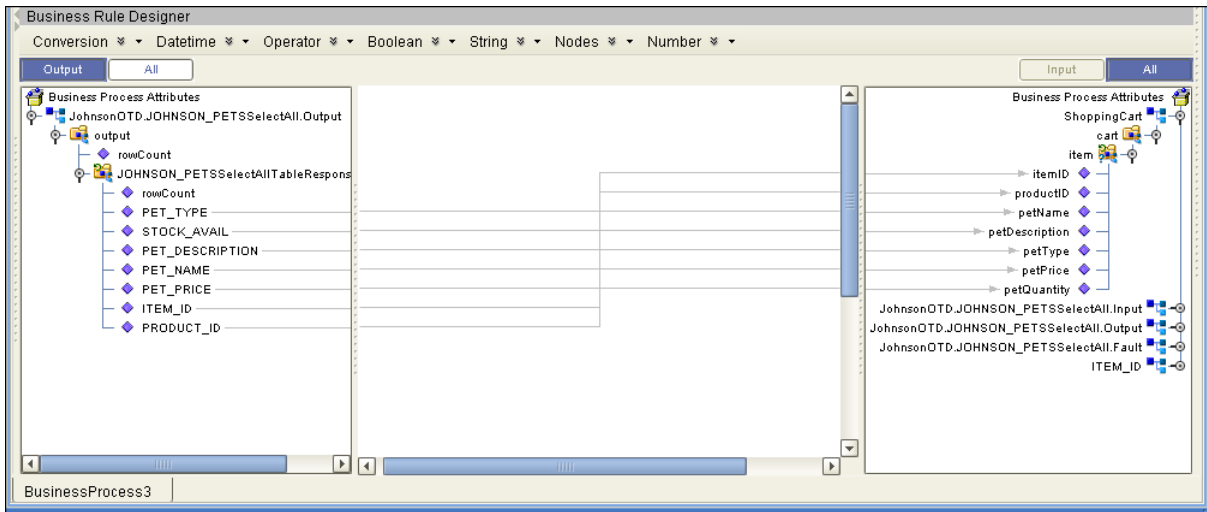 Business Rule Designer
Conversion Datetime Operator Boolean String Nodes Number
Output All
Input All
Business Process Attributes
JohnsonOTD.JOHNSON_PETSSelectAll.Output
output
rowCount
JOHNSON_PETSSelectAllTableRespons
rowCount
PET_TYPE
STOCK_AVAIL
PET_DESCRIPTION
PET_NAME
PET_PRICE
ITEM_ID
PRODUCT_ID
Business Process Attributes
ShoppingCart
cart
item
itemID
productID
petName
petDescription
petType
petPrice
petQuantity
JohnsonOTD.JOHNSON_PETSSelectAll.Input
JohnsonOTD.JOHNSON_PETSSelectAll.Output
JohnsonOTD.JOHNSON_PETSSelectAll.Fault
ITEM_ID
BusinessProcess3